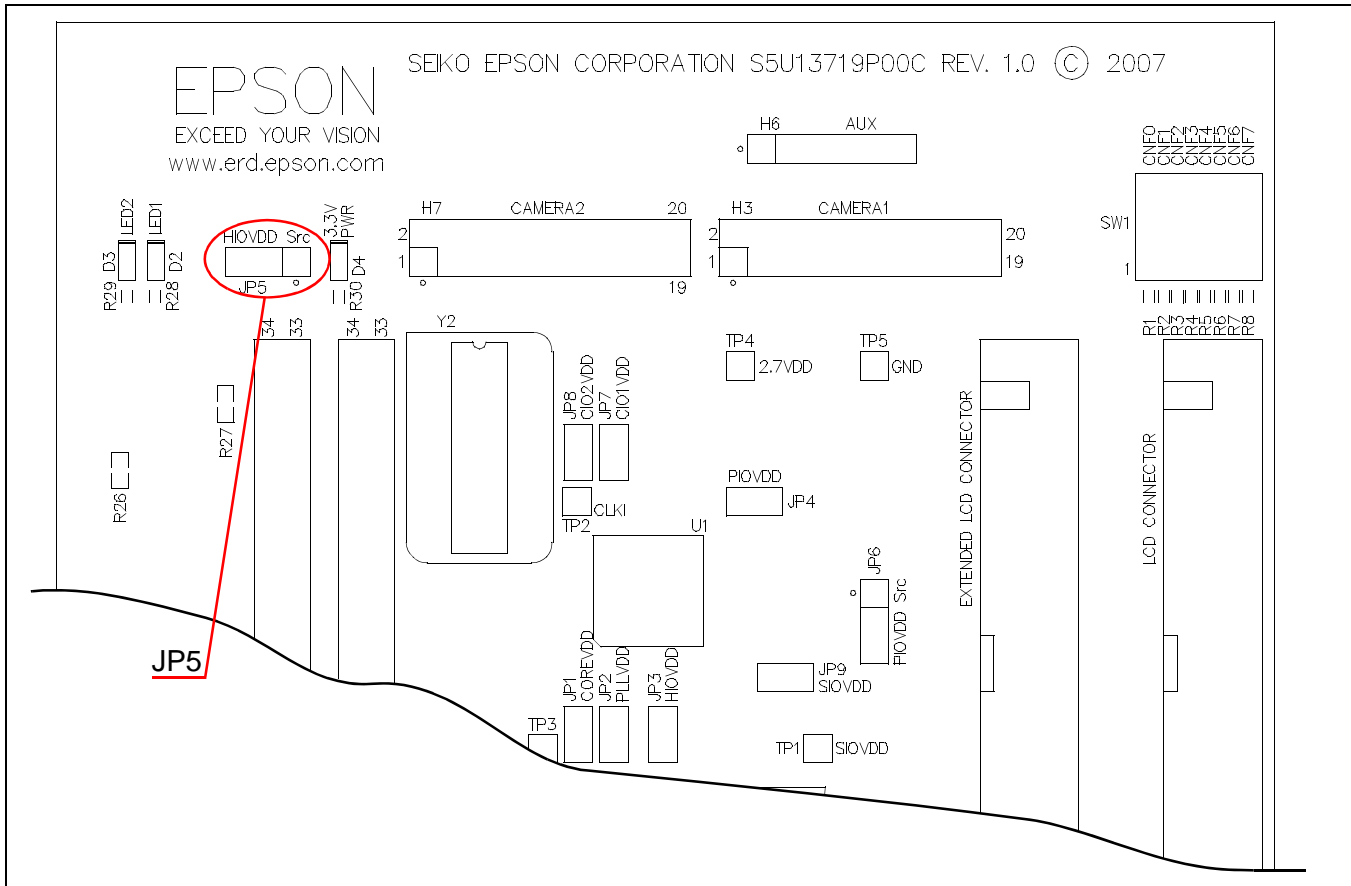 SEIKO EPSON CORPORATION S5U13719P00C REV. 1.0 © 2007
EPSON
EXCEED YOUR VISION
www.erd.epson.com
H6 AUX
CNF0
CNF1
CNF2
CNF3
CNF4
CNF5
CNF6
CNF7
SW1
1
LED2
LED1
D3
D2
R29
R28
HIOVDD Src
JP5
3.3V
PWR
D4
R30
H7 CAMERA2 20
2
1
19
H3 CAMERA1
2
1
20
19
R1
R2
R3
R4
R5
R6
R7
R8
34
33
34
33
Y2
TP4
2.7VDD
TP5
GND
JP8
CIO2VDD
JP7
CIO1VDD
R27
R26
TP2
CLKI
PIOVDD
JP4
U1
EXTENDED LCD CONNECTOR
LCD CONNECTOR
JP6
Src
PIOVDD
JP5
JP1
COREVDD
JP2
PLLVDD
JP3
HIOVDD
JP9
SIOVDD
TP3
TP1
SIOVDD